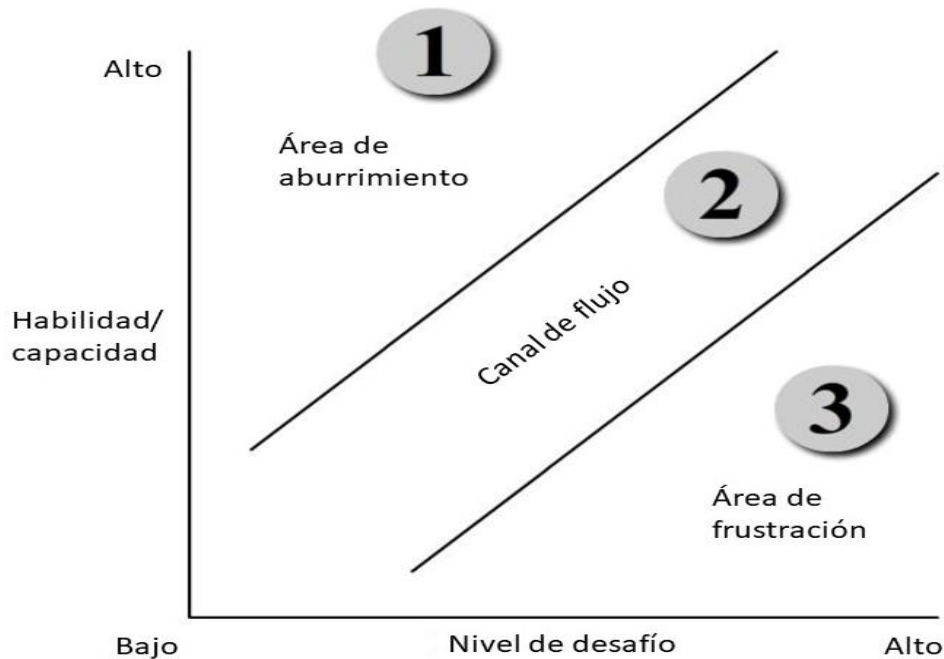 1
Alto
Área de
aburrimiento
2
Canal de flujo
Habilidad/
capacidad
3
Área de
frustración
Bajo
Nivel de desafío
Alto